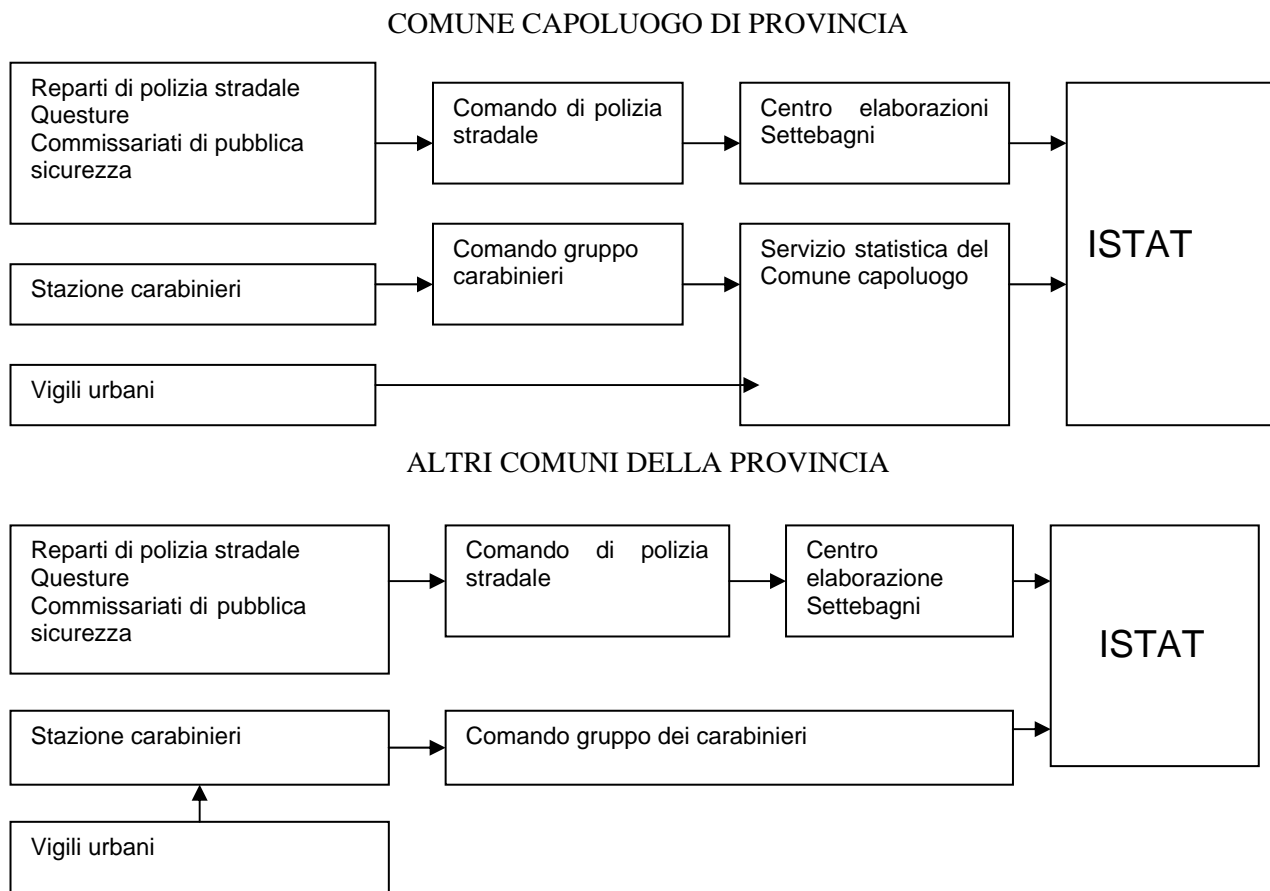 COMUNE CAPOLUOGO DI PROVINCIA
Reparti di polizia stradale
Questure
Commissariati di pubblica
sicurezza
Comando di polizia
stradale
Centro elaborazioni
Settebagni
ISTAT
Stazione carabinieri
Comando gruppo
carabinieri
Servizio statistica del
Comune capoluogo
Vigili urbani
ALTRI COMUNI DELLA PROVINCIA
Reparti di polizia stradale
Questure
Commissariati di pubblica
sicurezza
Comando di polizia
stradale
Centro
elaborazione
Settebagni
ISTAT
Stazione carabinieri
Comando gruppo dei carabinieri
Vigili urbani